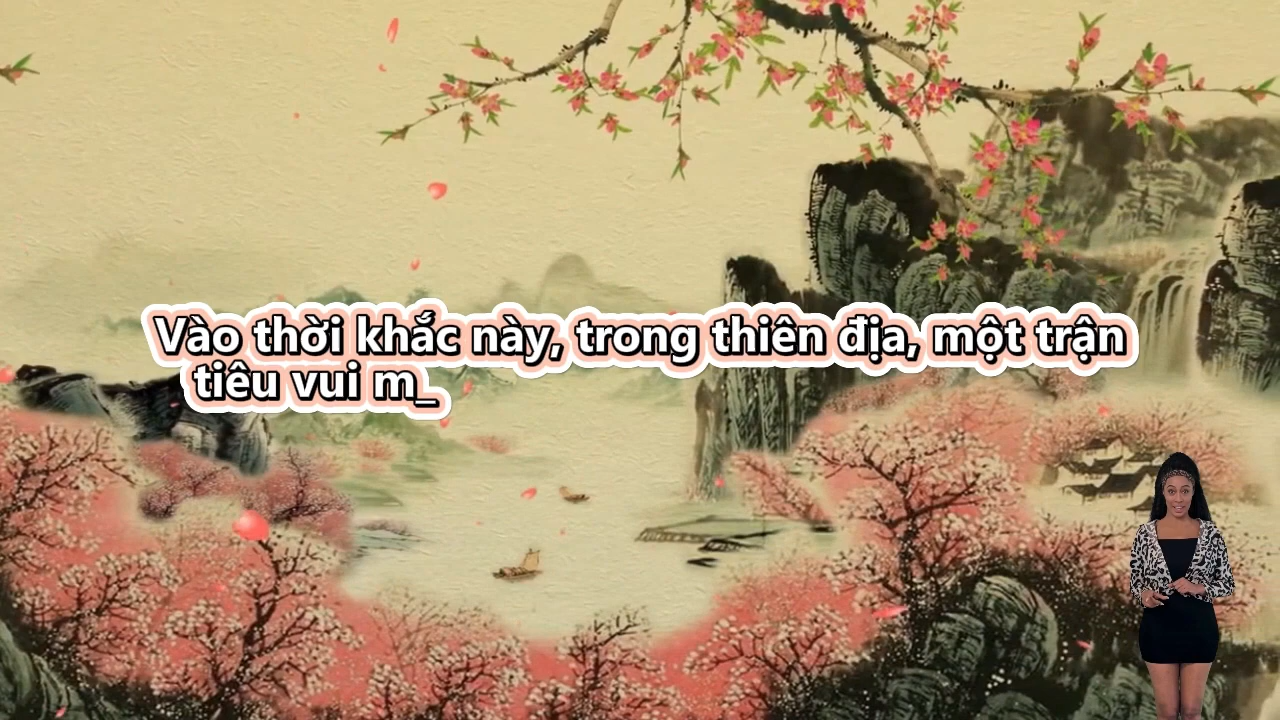 Vào thời khắc này, trong thiên địa, một trận
tiêu vui m_